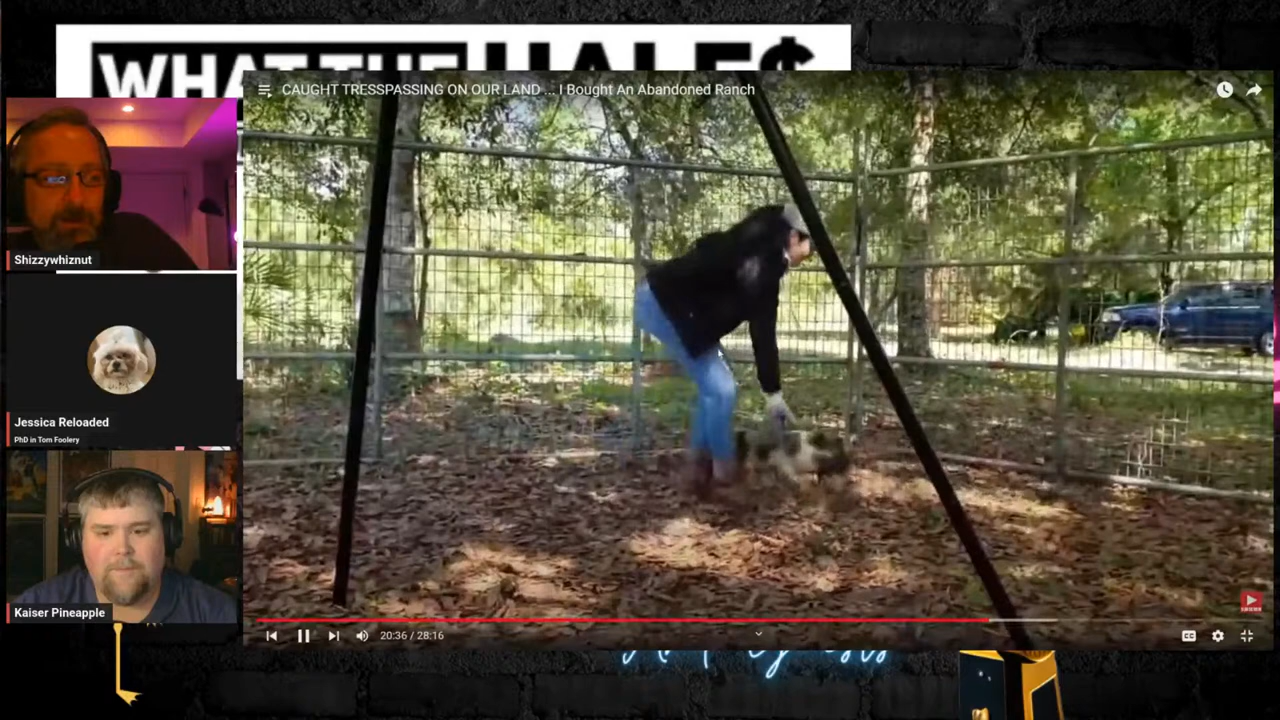 WHAT THE HALE$
CAUGHT TRESSPASSING ON OUR LAND ... I Bought An Abandoned Ranch
Shizzywhiznut
Jessica Reloaded
PhD in Tom Foolery
Kaiser Pineapple
20:36 / 28:16
CC